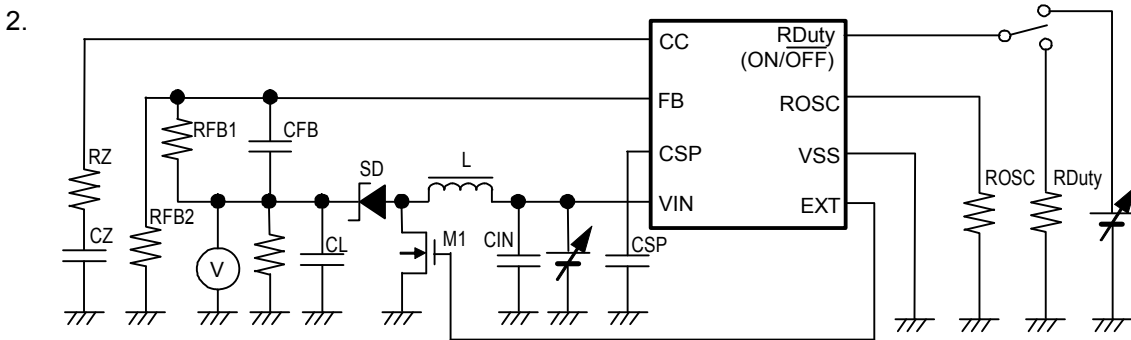 2.
CC
RDuty
(ON/OFF)
FB
ROSC
CSP
VSS
VIN
EXT
RFB1
CFB
RZ
SD
L
RFB2
CZ
V
CL
M1
CIN
CSP
ROSC
RDuty